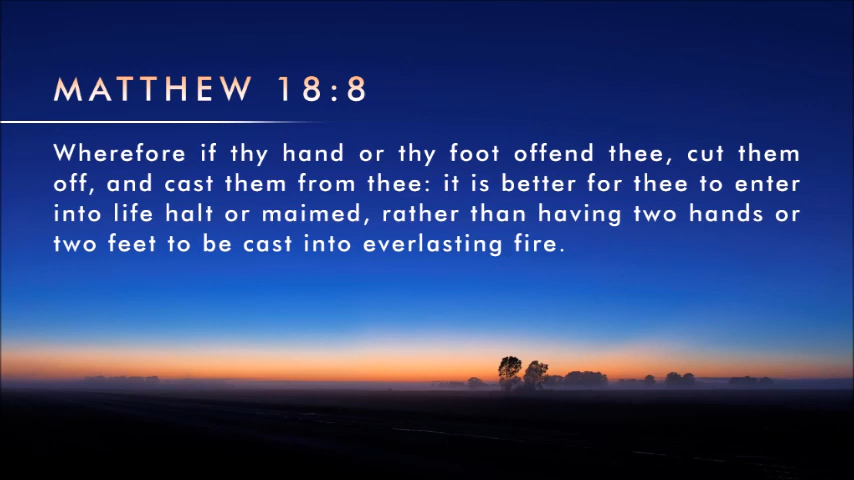 MATTHEW 18:8
Wherefore if thy hand or thy foot offend thee, cut them
off, and cast them from thee: it is better for thee to enter
into life halt or maimed, rather than having two hands or
two feet to be cast into everlasting fire.